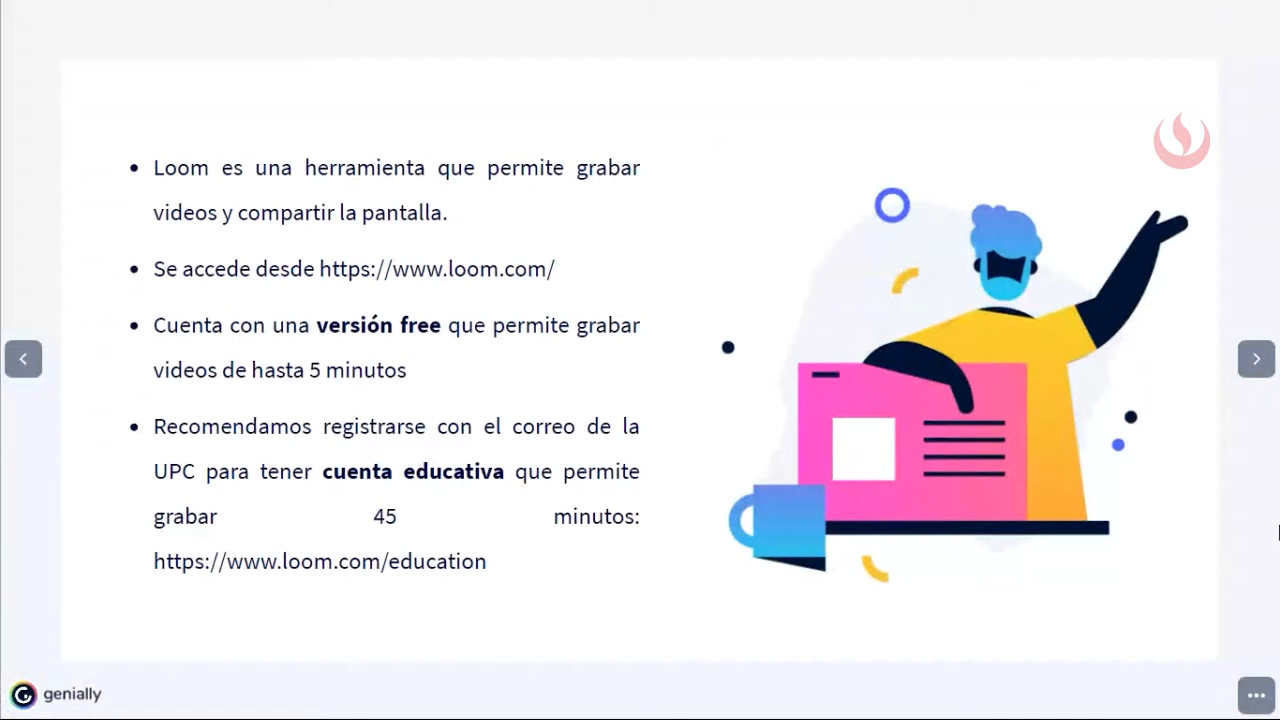 • Loom es una herramienta que permite grabar
videos y compartir la pantalla.
• Se accede desde https://www.loom.com/
• Cuenta con una versión free que permite grabar
videos de hasta 5 minutos
• Recomendamos registrarse con el correo de la
UPC para tener cuenta educativa que permite
grabar 45 minutos:
https://www.loom.com/education
genially